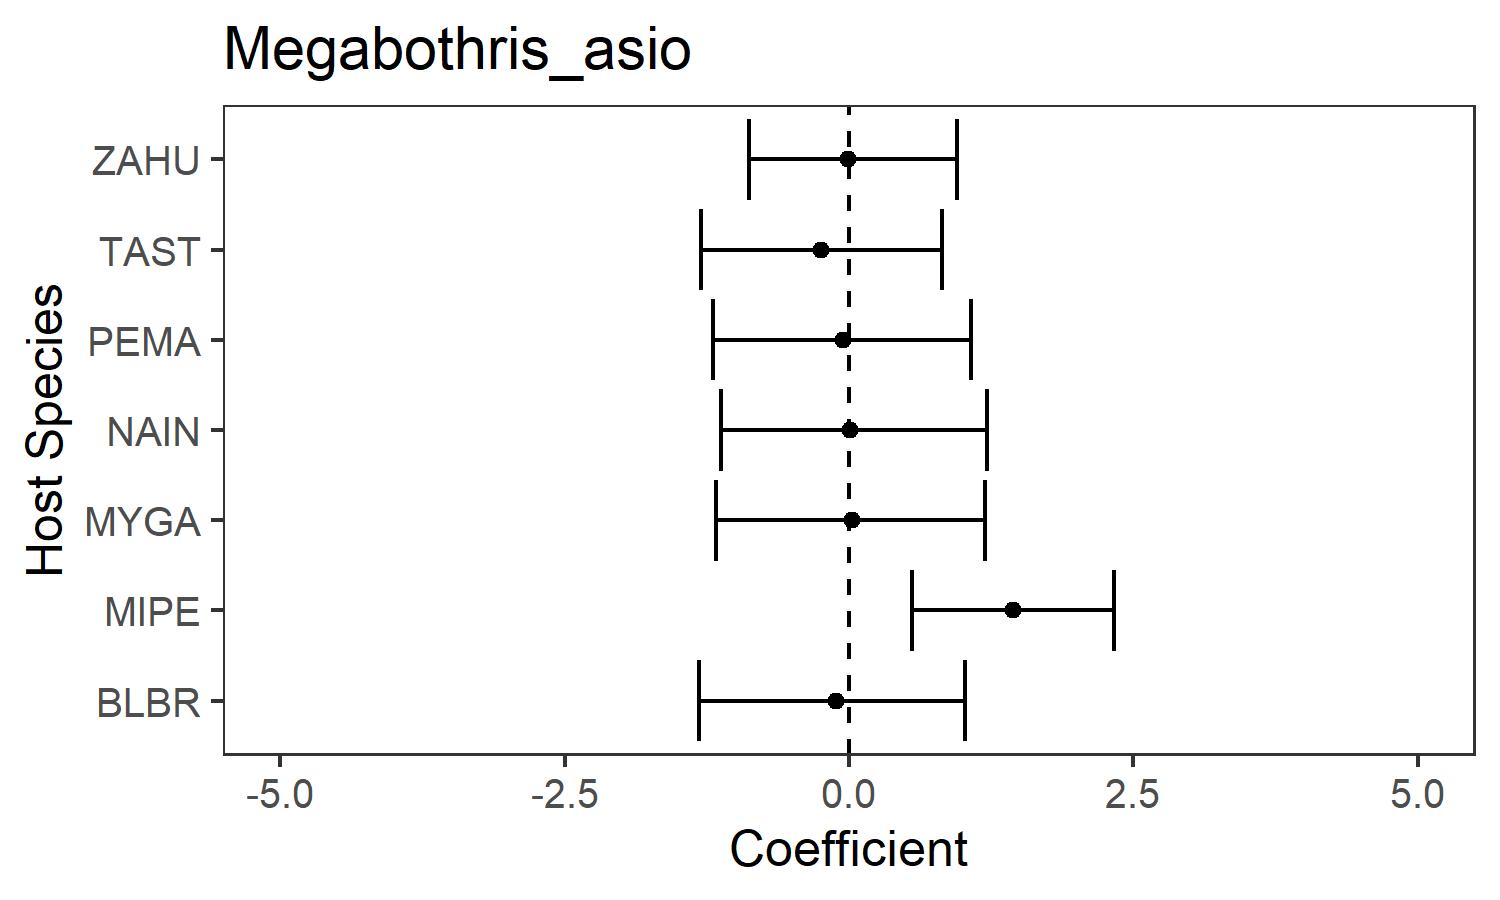 Megabothris_asio
ZAHU
TAST
PEMA
NAIN
MYGA
MIPE
BLBR
Host Species
-5.0 -2.5 0.0 2.5 5.0
Coefficient